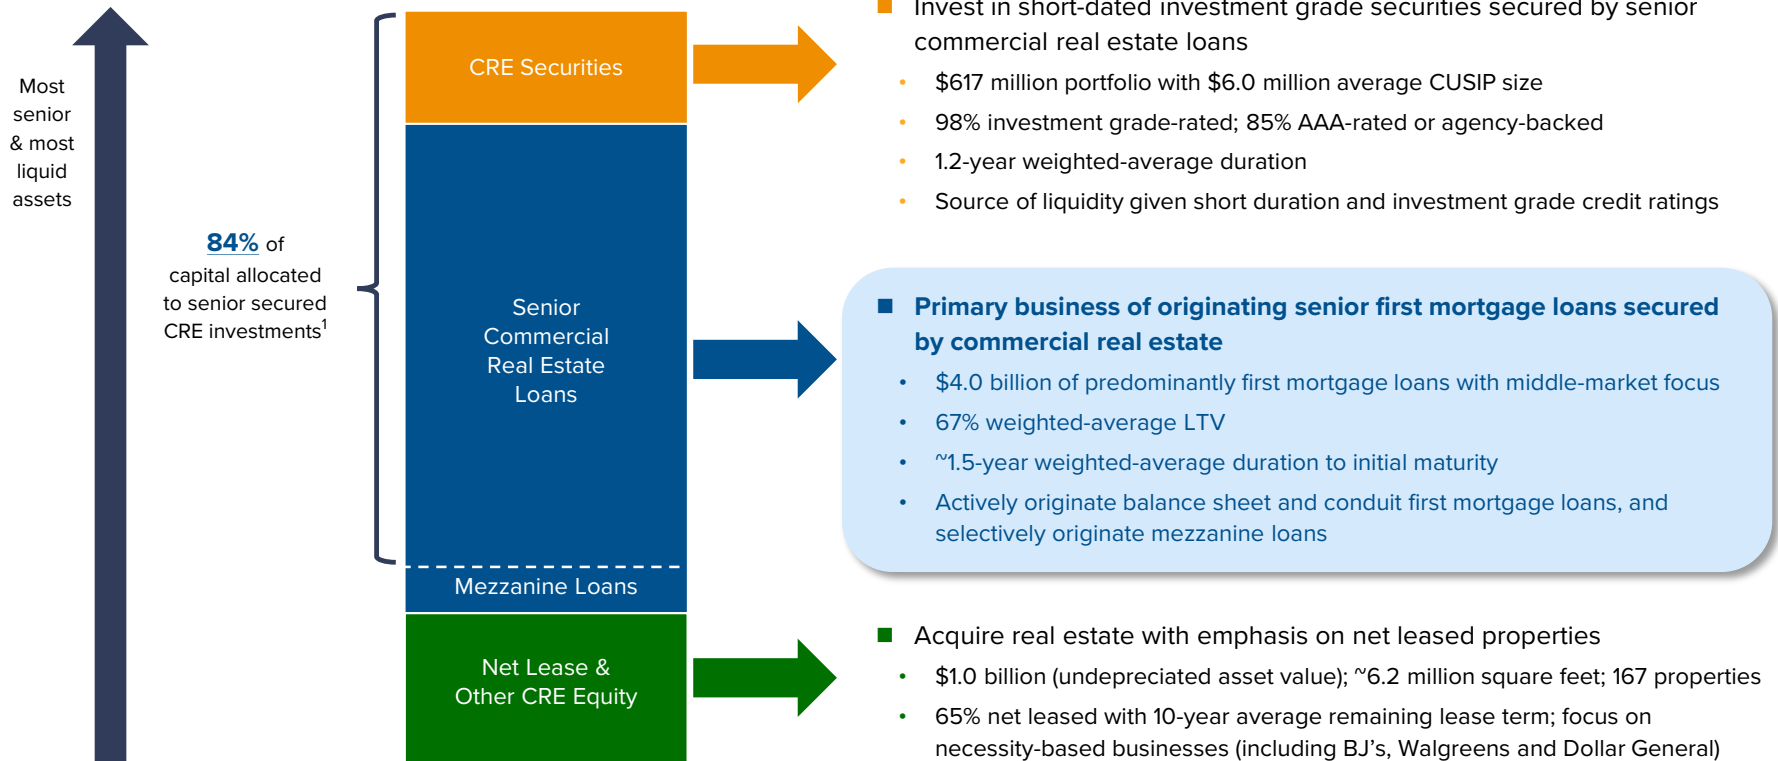 Most
senior
& most
liquid
assets
84% of
capital allocated
to senior secured
CRE investments¹
CRE Securities
Senior
Commercial
Real Estate
Loans
Mezzanine Loans
Net Lease &
Other CRE Equity
■ Invest in short-dated investment grade securities secured by senior
commercial real estate loans
• $617 million portfolio with $6.0 million average CUSIP size
• 98% investment grade-rated; 85% AAA-rated or agency-backed
• 1.2-year weighted-average duration
• Source of liquidity given short duration and investment grade credit ratings
■ Primary business of originating senior first mortgage loans secured
by commercial real estate
• $4.0 billion of predominantly first mortgage loans with middle-market focus
• 67% weighted-average LTV
• ~1.5-year weighted-average duration to initial maturity
• Actively originate balance sheet and conduit first mortgage loans, and
selectively originate mezzanine loans
■ Acquire real estate with emphasis on net leased properties
• $1.0 billion (undepreciated asset value); ~6.2 million square feet; 167 properties
• 65% net leased with 10-year average remaining lease term; focus on
necessity-based businesses (including BJ's, Walgreens and Dollar General)